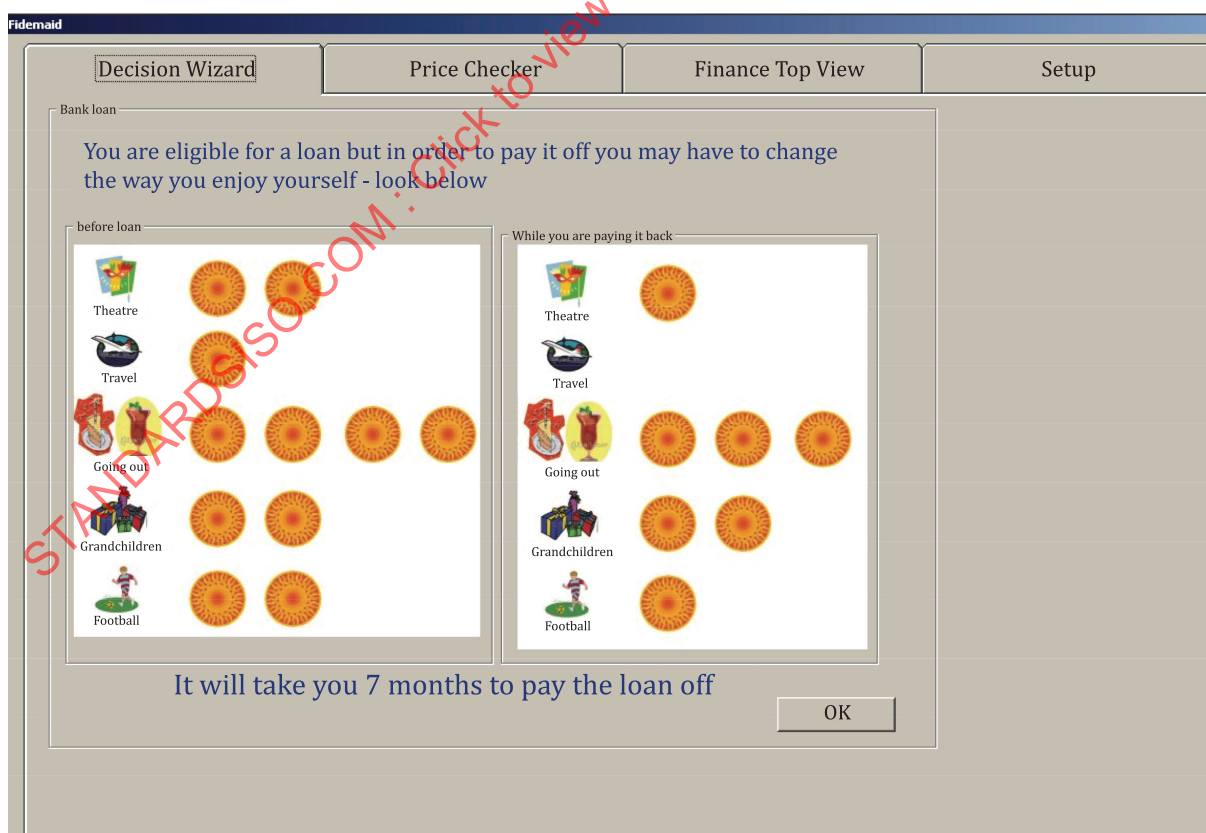 Fidemaid
Decision Wizard
Price Checker
Finance Top View
Setup
Bank loan
You are eligible for a loan but in order to pay it off you may have to change
the way you enjoy yourself - look below
before loan
Theatre
Travel
Going out
Grandchildren
Football
While you are paying it back
Theatre
Travel
Going out
Grandchildren
Football
It will take you 7 months to pay the loan off
OK
STANDARDSISO.COM : Click to view